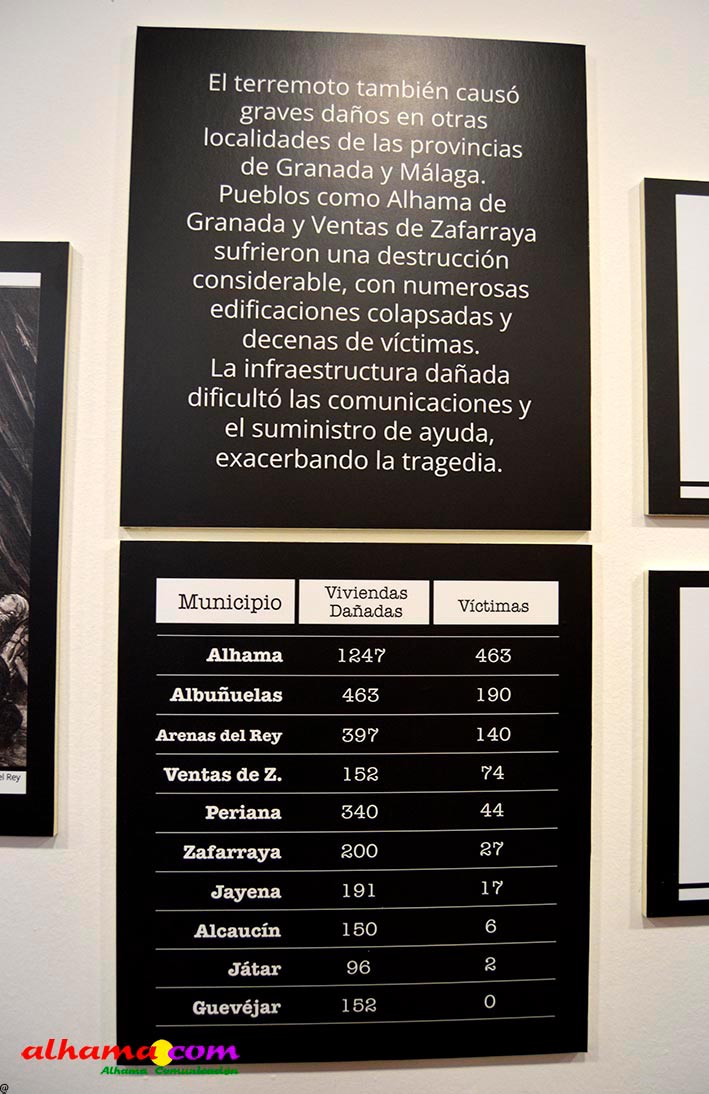 El terremoto también causó
graves daños en otras
localidades de las provincias
de Granada y Málaga.
Pueblos como Alhama de
Granada y Ventas de Zafarraya
sufrieron una destrucción
considerable, con numerosas
edificaciones colapsadas y
decenas de víctimas.
La infraestructura dañada
dificultó las comunicaciones y
el suministro de ayuda,
exacerbando la tragedia.
Municipio Viviendas Dañadas Víctimas
Alhama 1247 463
Albuñuelas 463 190
Arenas del Rey 397 140
Ventas de Z. 152 74
Periana 340 44
Zafarraya 200 27
Jayena 191 17
Alcaucín 150 6
Játar 96 2
Guevéjar 152 0
el Rey
alhama.com
Alhama Comunicación
@